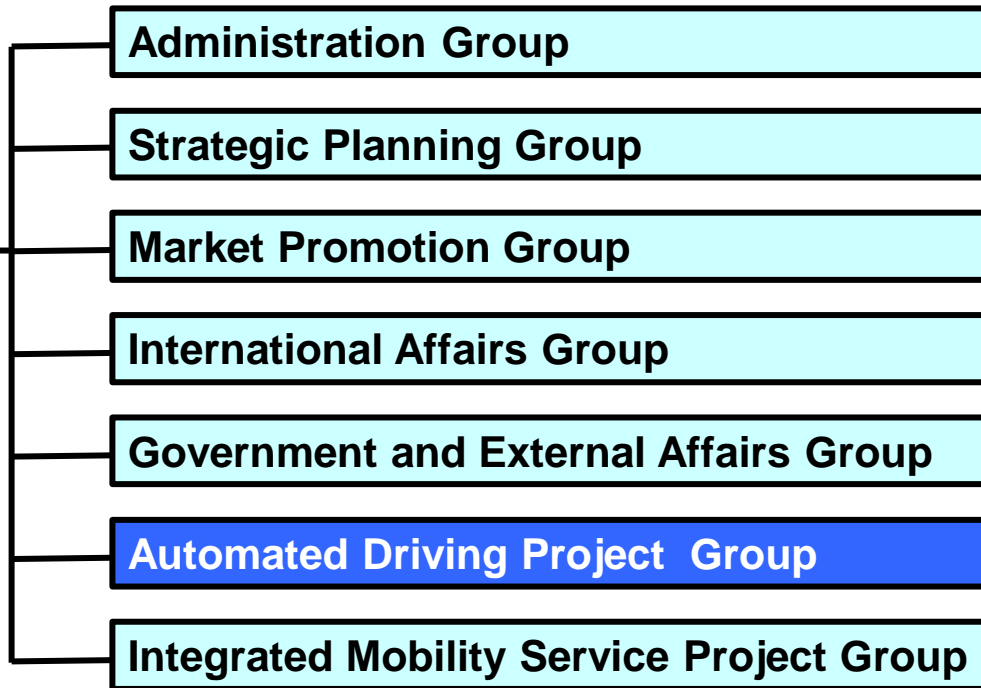 Administration Group
Strategic Planning Group
Market Promotion Group
International Affairs Group
Government and External Affairs Group
Automated Driving Project  Group
Integrated Mobility Service Project Group